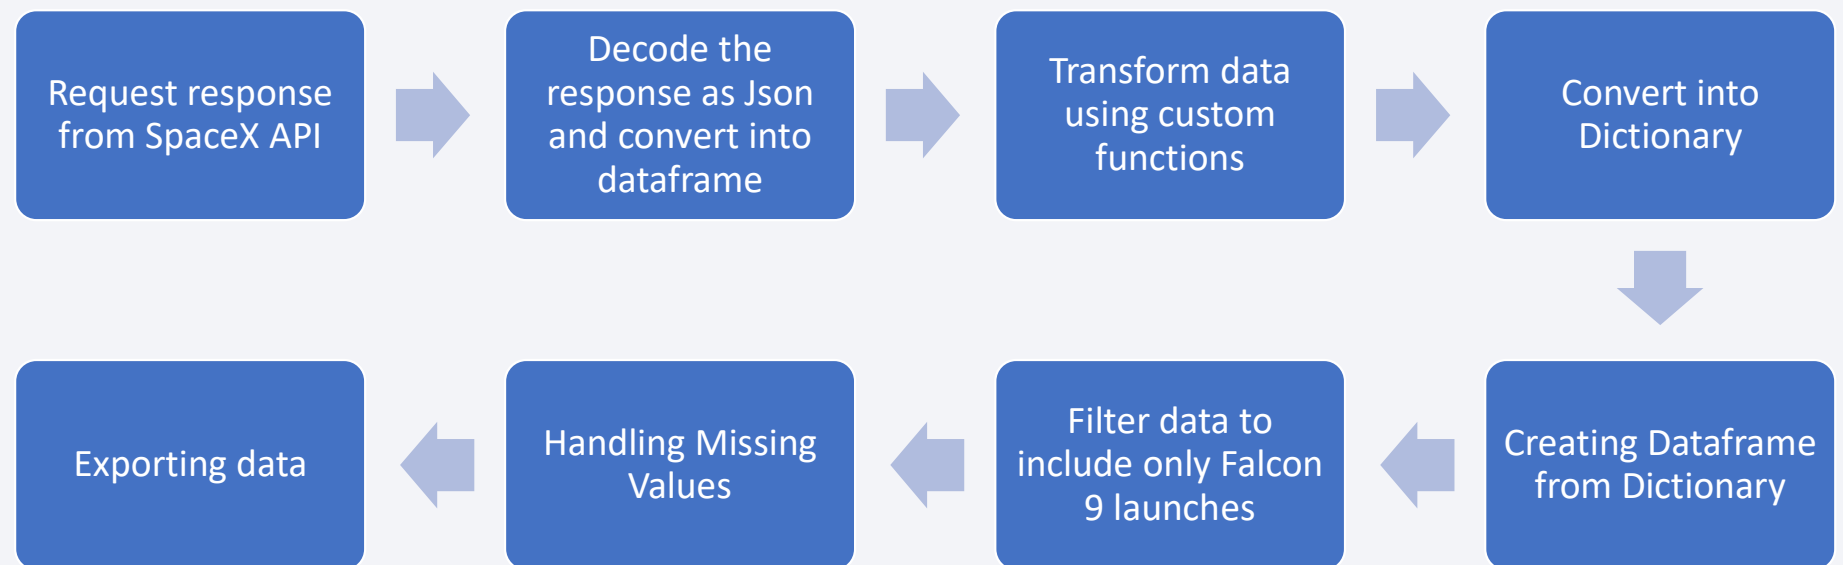 Request response
from SpaceX API
Decode the
response as Json
and convert into
dataframe
Transform data
using custom
functions
Convert into
Dictionary
Creating Dataframe
from Dictionary
Filter data to
include only Falcon
9 launches
Handling Missing
Values
Exporting data